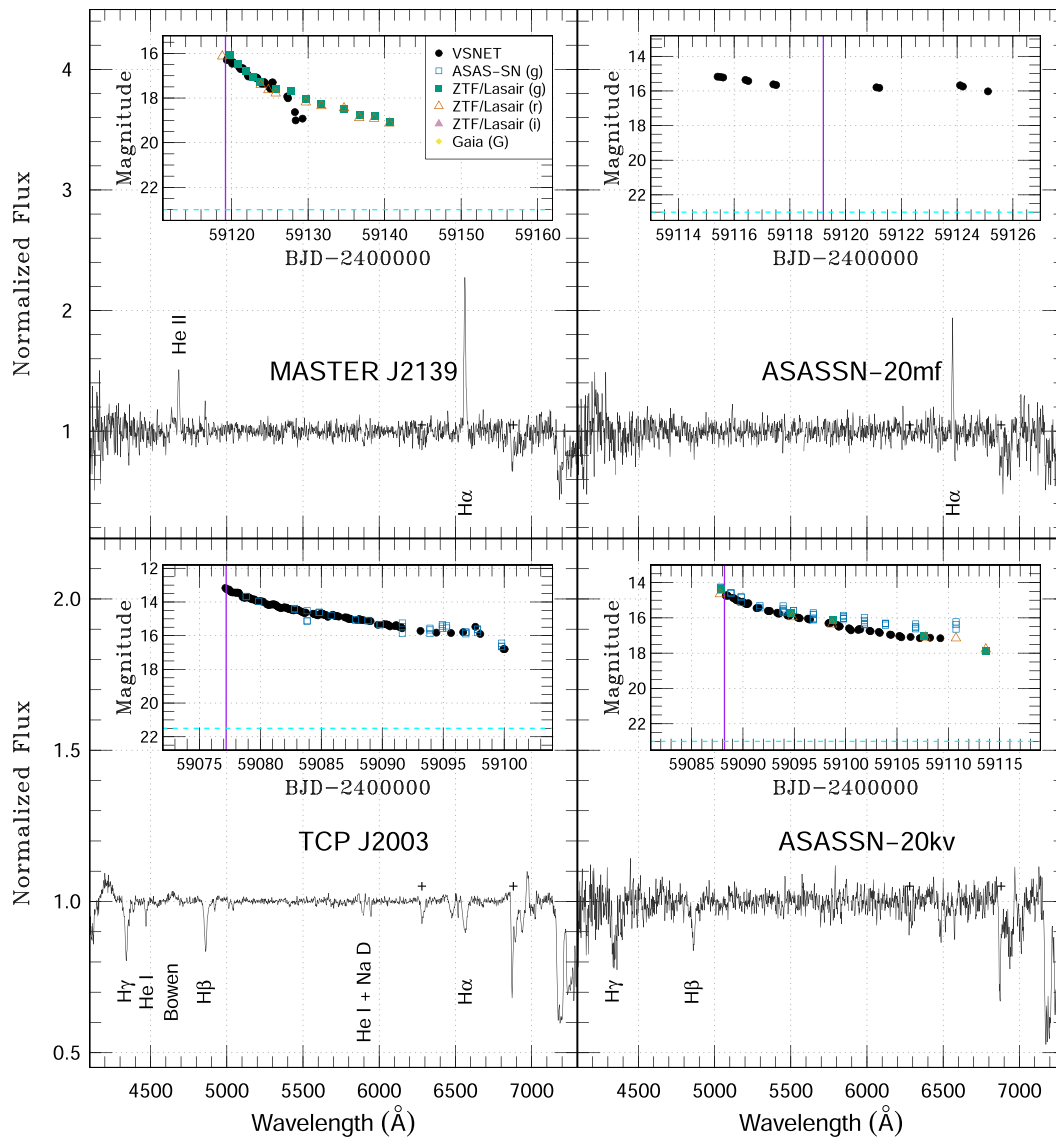 Normalized Flux
4
3
2
1
Magnitude
16
18
20
22
59120
59130
59140
59150
59160
BJD−2400000
VSNET
ASAS-SN (g)
ZTF/Lasair (g)
ZTF/Lasair (r)
ZTF/Lasair (i)
Gaia (G)
He II
MASTER J2139
Hα
Magnitude
14
16
18
20
22
59114
59116
59118
59120
59122
59124
59126
BJD−2400000
ASASSN−20mf
Hα
Normalized Flux
2.0
1.5
1.0
0.5
Magnitude
12
14
16
18
20
22
59075
59080
59085
59090
59095
59100
BJD−2400000
TCP J2003
Hγ
He I
Bowen
Hβ
He I + Na D
Hα
4500
5000
5500
6000
6500
7000
Wavelength (Å)
Magnitude
14
16
18
20
22
59085
59090
59095
59100
59105
59110
59115
BJD−2400000
ASASSN−20kv
Hγ
Hβ
4500
5000
5500
6000
6500
7000
Wavelength (Å)